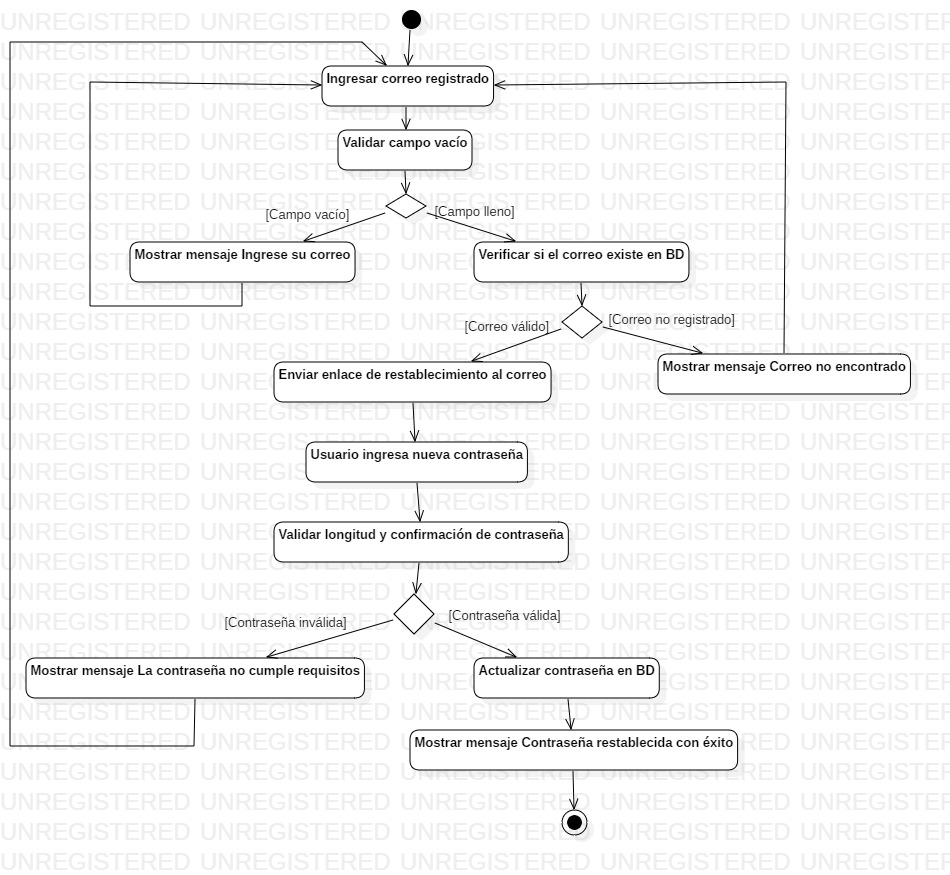 Ingresar correo registrado
Validar campo vacío
[Campo vacío]
[Campo lleno]
Mostrar mensaje Ingrese su correo
Verificar si el correo existe en BD
[Correo válido]
[Correo no registrado]
Enviar enlace de restablecimiento al correo
Mostrar mensaje Correo no encontrado
Usuario ingresa nueva contraseña
Validar longitud y confirmación de contraseña
[Contraseña inválida]
[Contraseña válida]
Mostrar mensaje La contraseña no cumple requisitos
Actualizar contraseña en BD
Mostrar mensaje Contraseña restablecida con éxito
UNREGISTERED